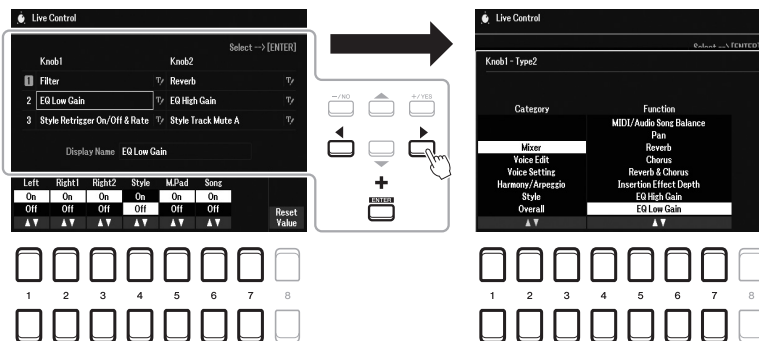 Live Control
Select --> [ENTER]
Knob1 Knob2
1 Filter Reverb
2 EQ Low Gain EQ High Gain
3 Style Retrigger On/Off & Rate Style Track Mute A
Display Name EQ Low Gain
Left Right1 Right2 Style M.Pad Song
On On On On On On
Off Off Off Off Off Off
Reset
Value
1 2 3 4 5 6 7 8
–/NO +/YES
+
ENTER
Live Control
Select --> [ENTER]
Knob1 - Type2
Category Function
MIDI/Audio Song Balance
Pan
Mixer Reverb
Voice Edit Chorus
Voice Setting Reverb & Chorus
Harmony/Arpeggio Insertion Effect Depth
Style EQ High Gain
Overall EQ Low Gain
1 2 3 4 5 6 7 8